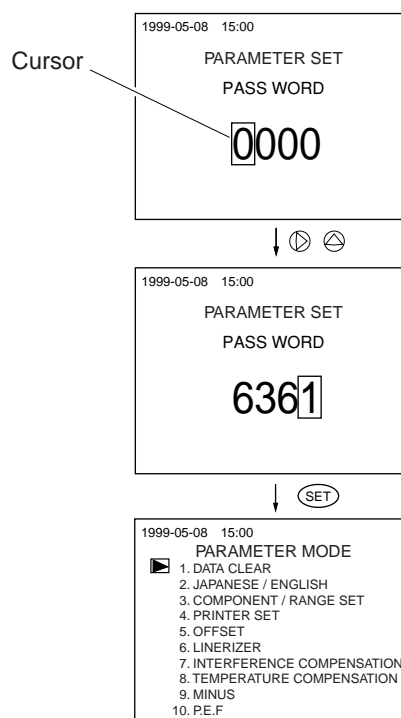 1999-05-08 15:00
Cursor
PARAMETER SET
PASS WORD
0000
1999-05-08 15:00
PARAMETER SET
PASS WORD
6361
SET
1999-05-08 15:00
PARAMETER MODE
1. DATA CLEAR
2. JAPANESE / ENGLISH
3. COMPONENT / RANGE SET
4. PRINTER SET
5. OFFSET
6. LINERIZER
7. INTERFERENCE COMPENSATION
8. TEMPERATURE COMPENSATION
9. MINUS
10. P.E.F